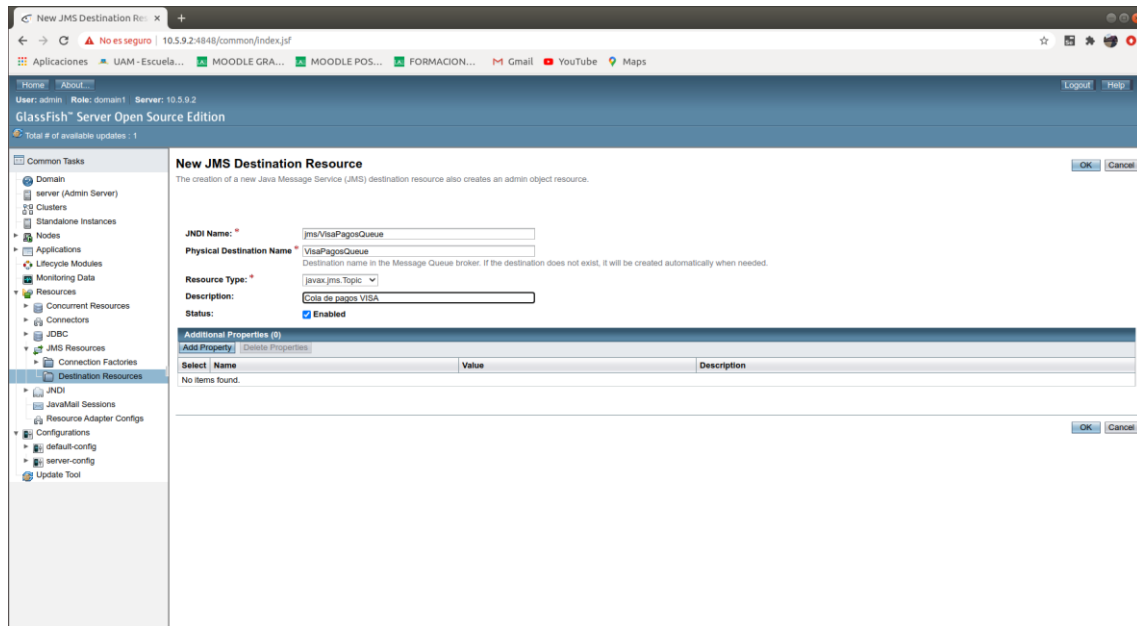 New JMS Destination Re
No es seguro | 10.5.9.2:4848/common/index.jsf
Aplicaciones UAM - Escuela... MOODLE GRA... MOODLE POS... FORMACION... Gmail YouTube Maps
Home About... Logout Help
User: admin Role: domain1 Server: 10.5.9.2
GlassFish™ Server Open Source Edition
Total # of available updates : 1
Common Tasks
Domain
server (Admin Server)
Clusters
Standalone Instances
Nodes
Applications
Lifecycle Modules
Monitoring Data
Resources
Concurrent Resources
Connectors
JDBC
JMS Resources
Connection Factories
Destination Resources
JNDI
JavaMail Sessions
Resource Adapter Configs
Configurations
default-config
server-config
Update Tool
New JMS Destination Resource
OK Cancel
The creation of a new Java Message Service (JMS) destination resource also creates an admin object resource.
JNDI Name: * jms/VisaPagosQueue
Physical Destination Name * VisaPagosQueue
Destination name in the Message Queue broker. If the destination does not exist, it will be created automatically when needed.
Resource Type: * javax.jms.Topic
Description: Cola de pagos VISA
Status: Enabled
Additional Properties (0)
Add Property Delete Properties
Select Name Value Description
No items found.
OK Cancel